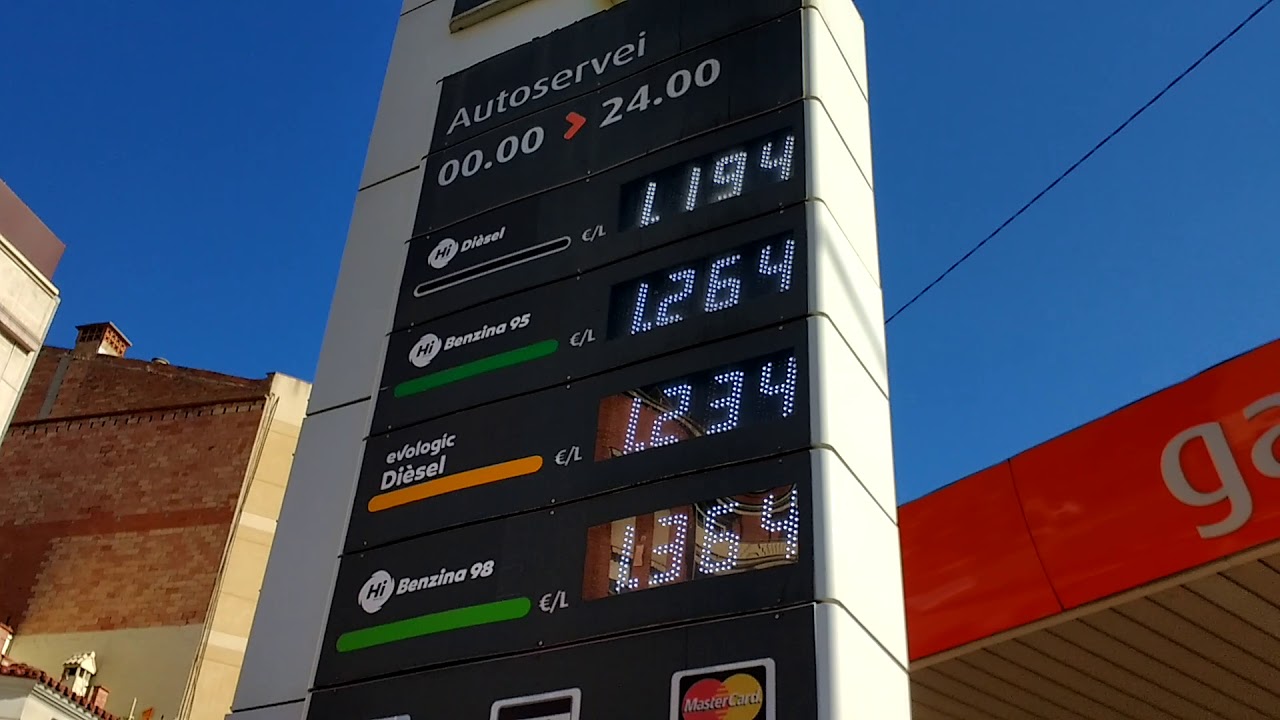 Autoservei
00.00 > 24.00
Hi Dièsel €/L 1.194
Hi Benzina 95 €/L 1.264
evologic
Dièsel €/L 1.234
Hi Benzina 98 €/L 1.364
MasterCard
ga